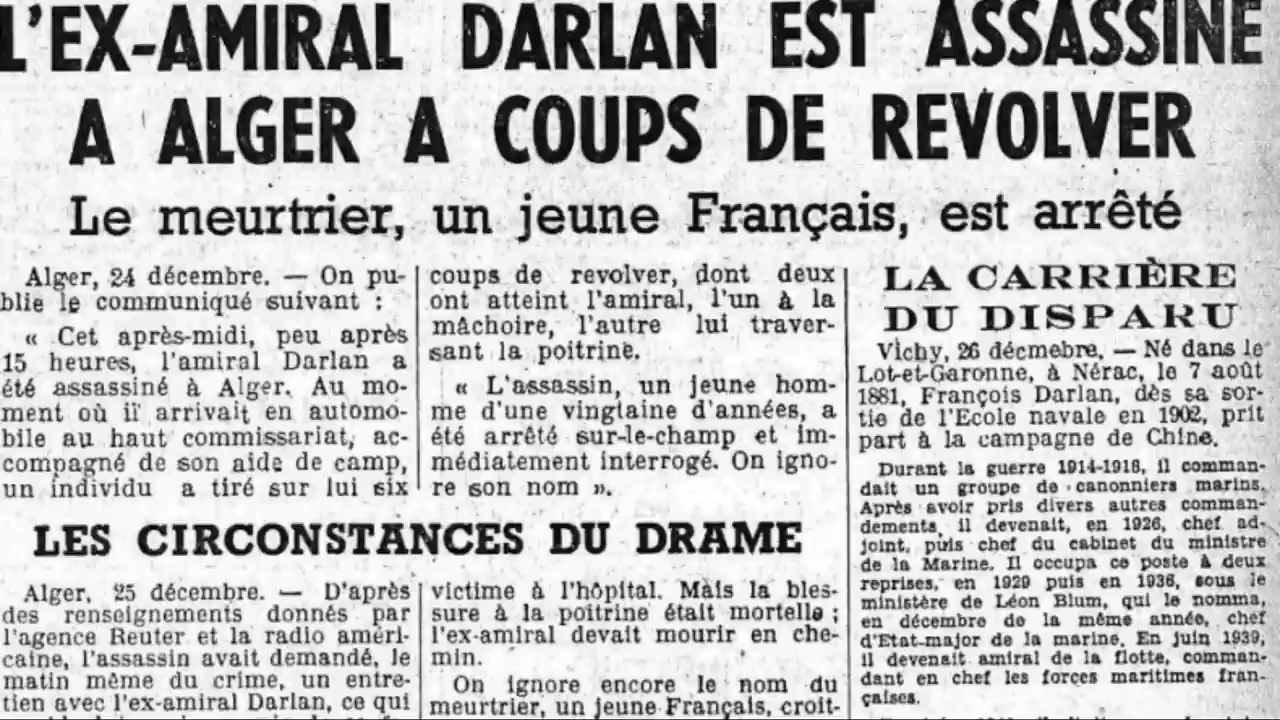 L'EX-AMIRAL DARLAN EST ASSASSINÉ
A ALGER A COUPS DE REVOLVER
Le meurtrier, un jeune Français, est arrêté
Alger, 24 décembre. — On pu-
blie le communiqué suivant :
« Cet après-midi, peu après
15 heures, l'amiral Darlan a
été assassiné à Alger. Au mo-
ment où il arrivait en automo-
bile au haut commissariat, ac-
compagné de son aide de camp,
un individu a tiré sur lui six
coups de revolver, dont deux
ont atteint l'amiral, l'un à la
mâchoire, l'autre lui traver-
sant la poitrine.
« L'assassin, un jeune hom-
me d'une vingtaine d'années, a
été arrêté sur-le-champ et im-
médiatement interrogé. On igno-
re son nom ».
LES CIRCONSTANCES DU DRAME
Alger, 25 décembre. — D'après
des renseignements donnés par
l'agence Reuter et la radio améri-
caine, l'assassin avait demandé, le
matin même du crime, un entre-
tien avec l'ex-amiral Darlan, ce qui
victime à l'hôpital. Mais la bles-
sure à la poitrine était mortelle ;
l'ex-amiral devait mourir en che-
min.
On ignore encore le nom du
meurtrier, un jeune Français, croit-
LA CARRIÈRE
DU DISPARU
Vichy, 26 décmebre. — Né dans le
Lot-et-Garonne, à Nérac, le 7 août
1881, François Darlan, dès sa sor-
tie de l'Ecole navale en 1902, prit
part à la campagne de Chine.
Durant la guerre 1914-1918, il comman-
dait un groupe de canonniers marins.
Après avoir pris divers autres comman-
dements, il devenait, en 1926, chef ad-
joint, puis chef du cabinet du ministre
de la Marine. Il occupa ce poste à deux
reprises, en 1929 puis en 1936, sous le
ministère de Léon Blum, qui le nomma,
en décembre de la même année, chef
d'Etat-major de la marine. En juin 1939,
il devenait amiral de la flotte, comman-
dant en chef les forces maritimes fran-
çaises.